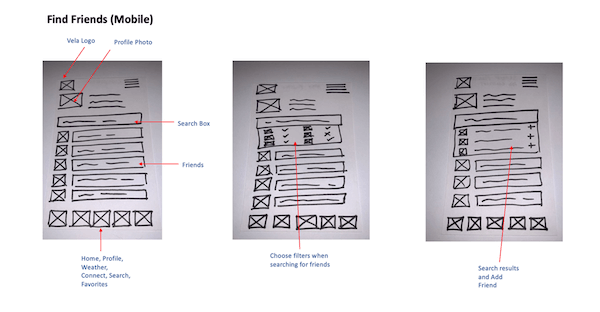 Find Friends (Mobile)
Vela Logo
Profile Photo
Search Box
Friends
Home, Profile,
Weather,
Connect, Search,
Favorites
Choose filters when
searching for friends
Search results
and Add
Friend